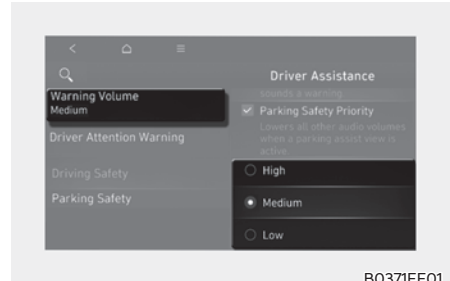 Driver Assistance
Warning Volume
Medium
Driver Attention Warning
Driving Safety
Parking Safety
sounds a warning
Parking Safety Priority
Lowers all other audio volumes
when a parking assist view is
active
High
Medium
Low
B0371EE01